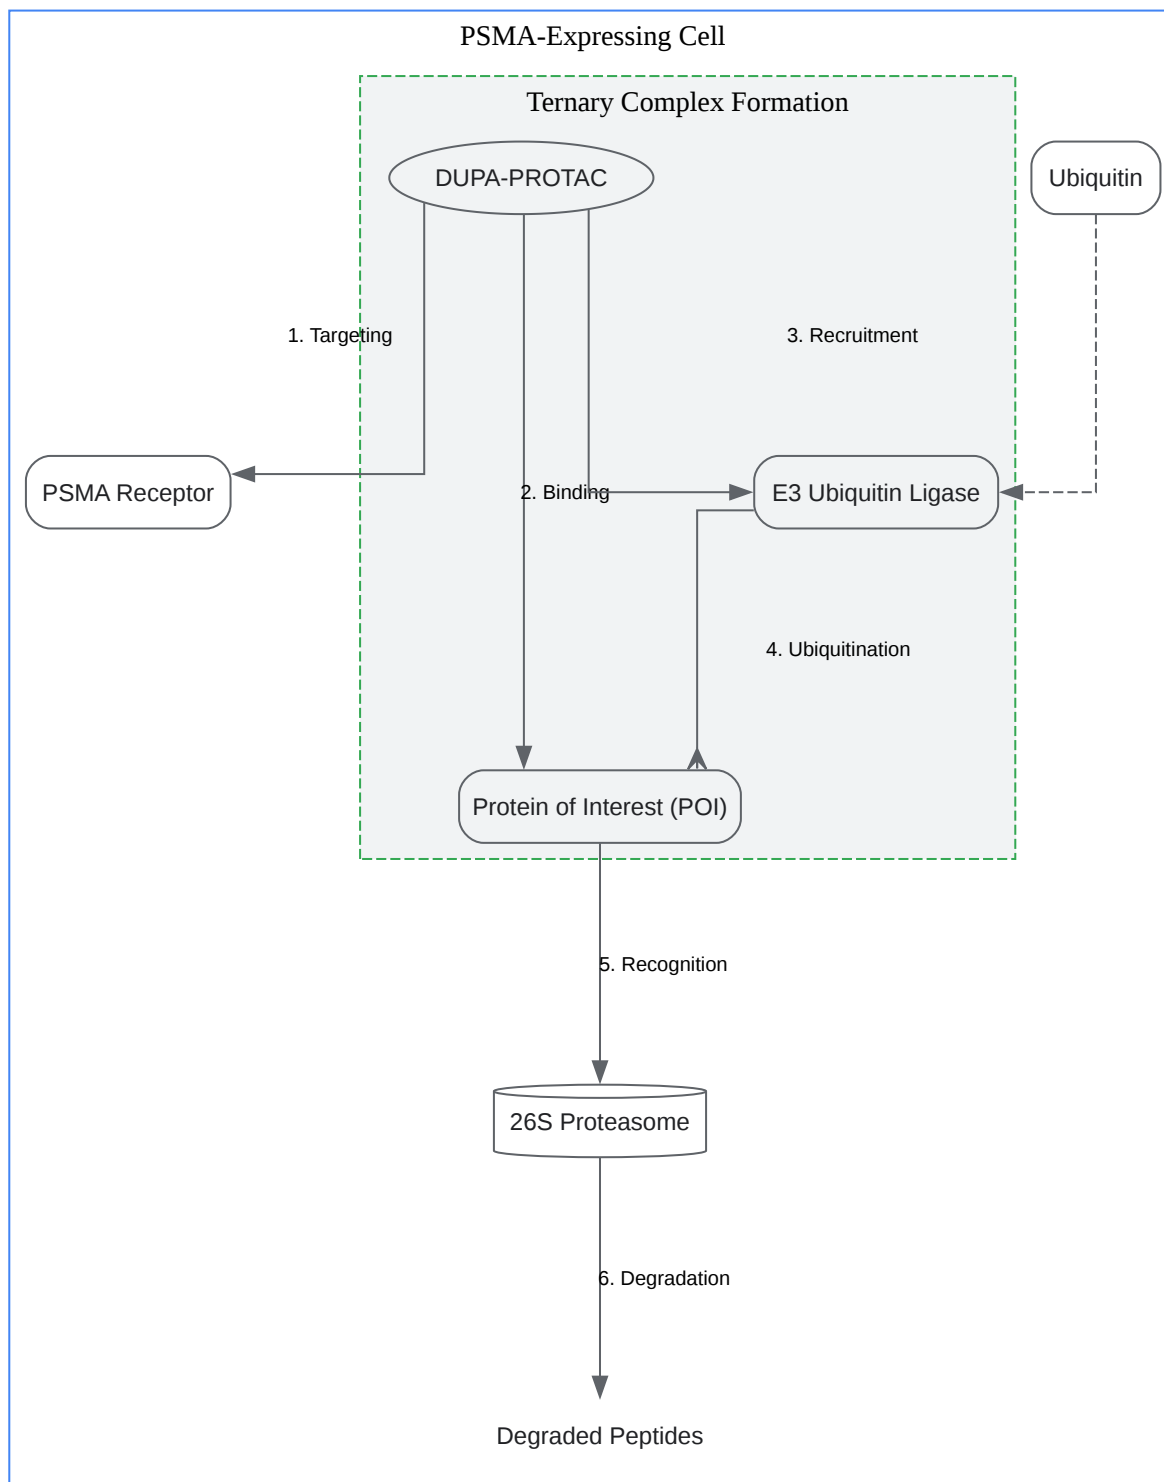 PSMA-Expressing Cell
Ternary Complex Formation
DUPA-PROTAC
Ubiquitin
1. Targeting
3. Recruitment
PSMA Receptor
2. Binding
E3 Ubiquitin Ligase
4. Ubiquitination
Protein of Interest (POI)
5. Recognition
26S Proteasome
6. Degradation
Degraded Peptides